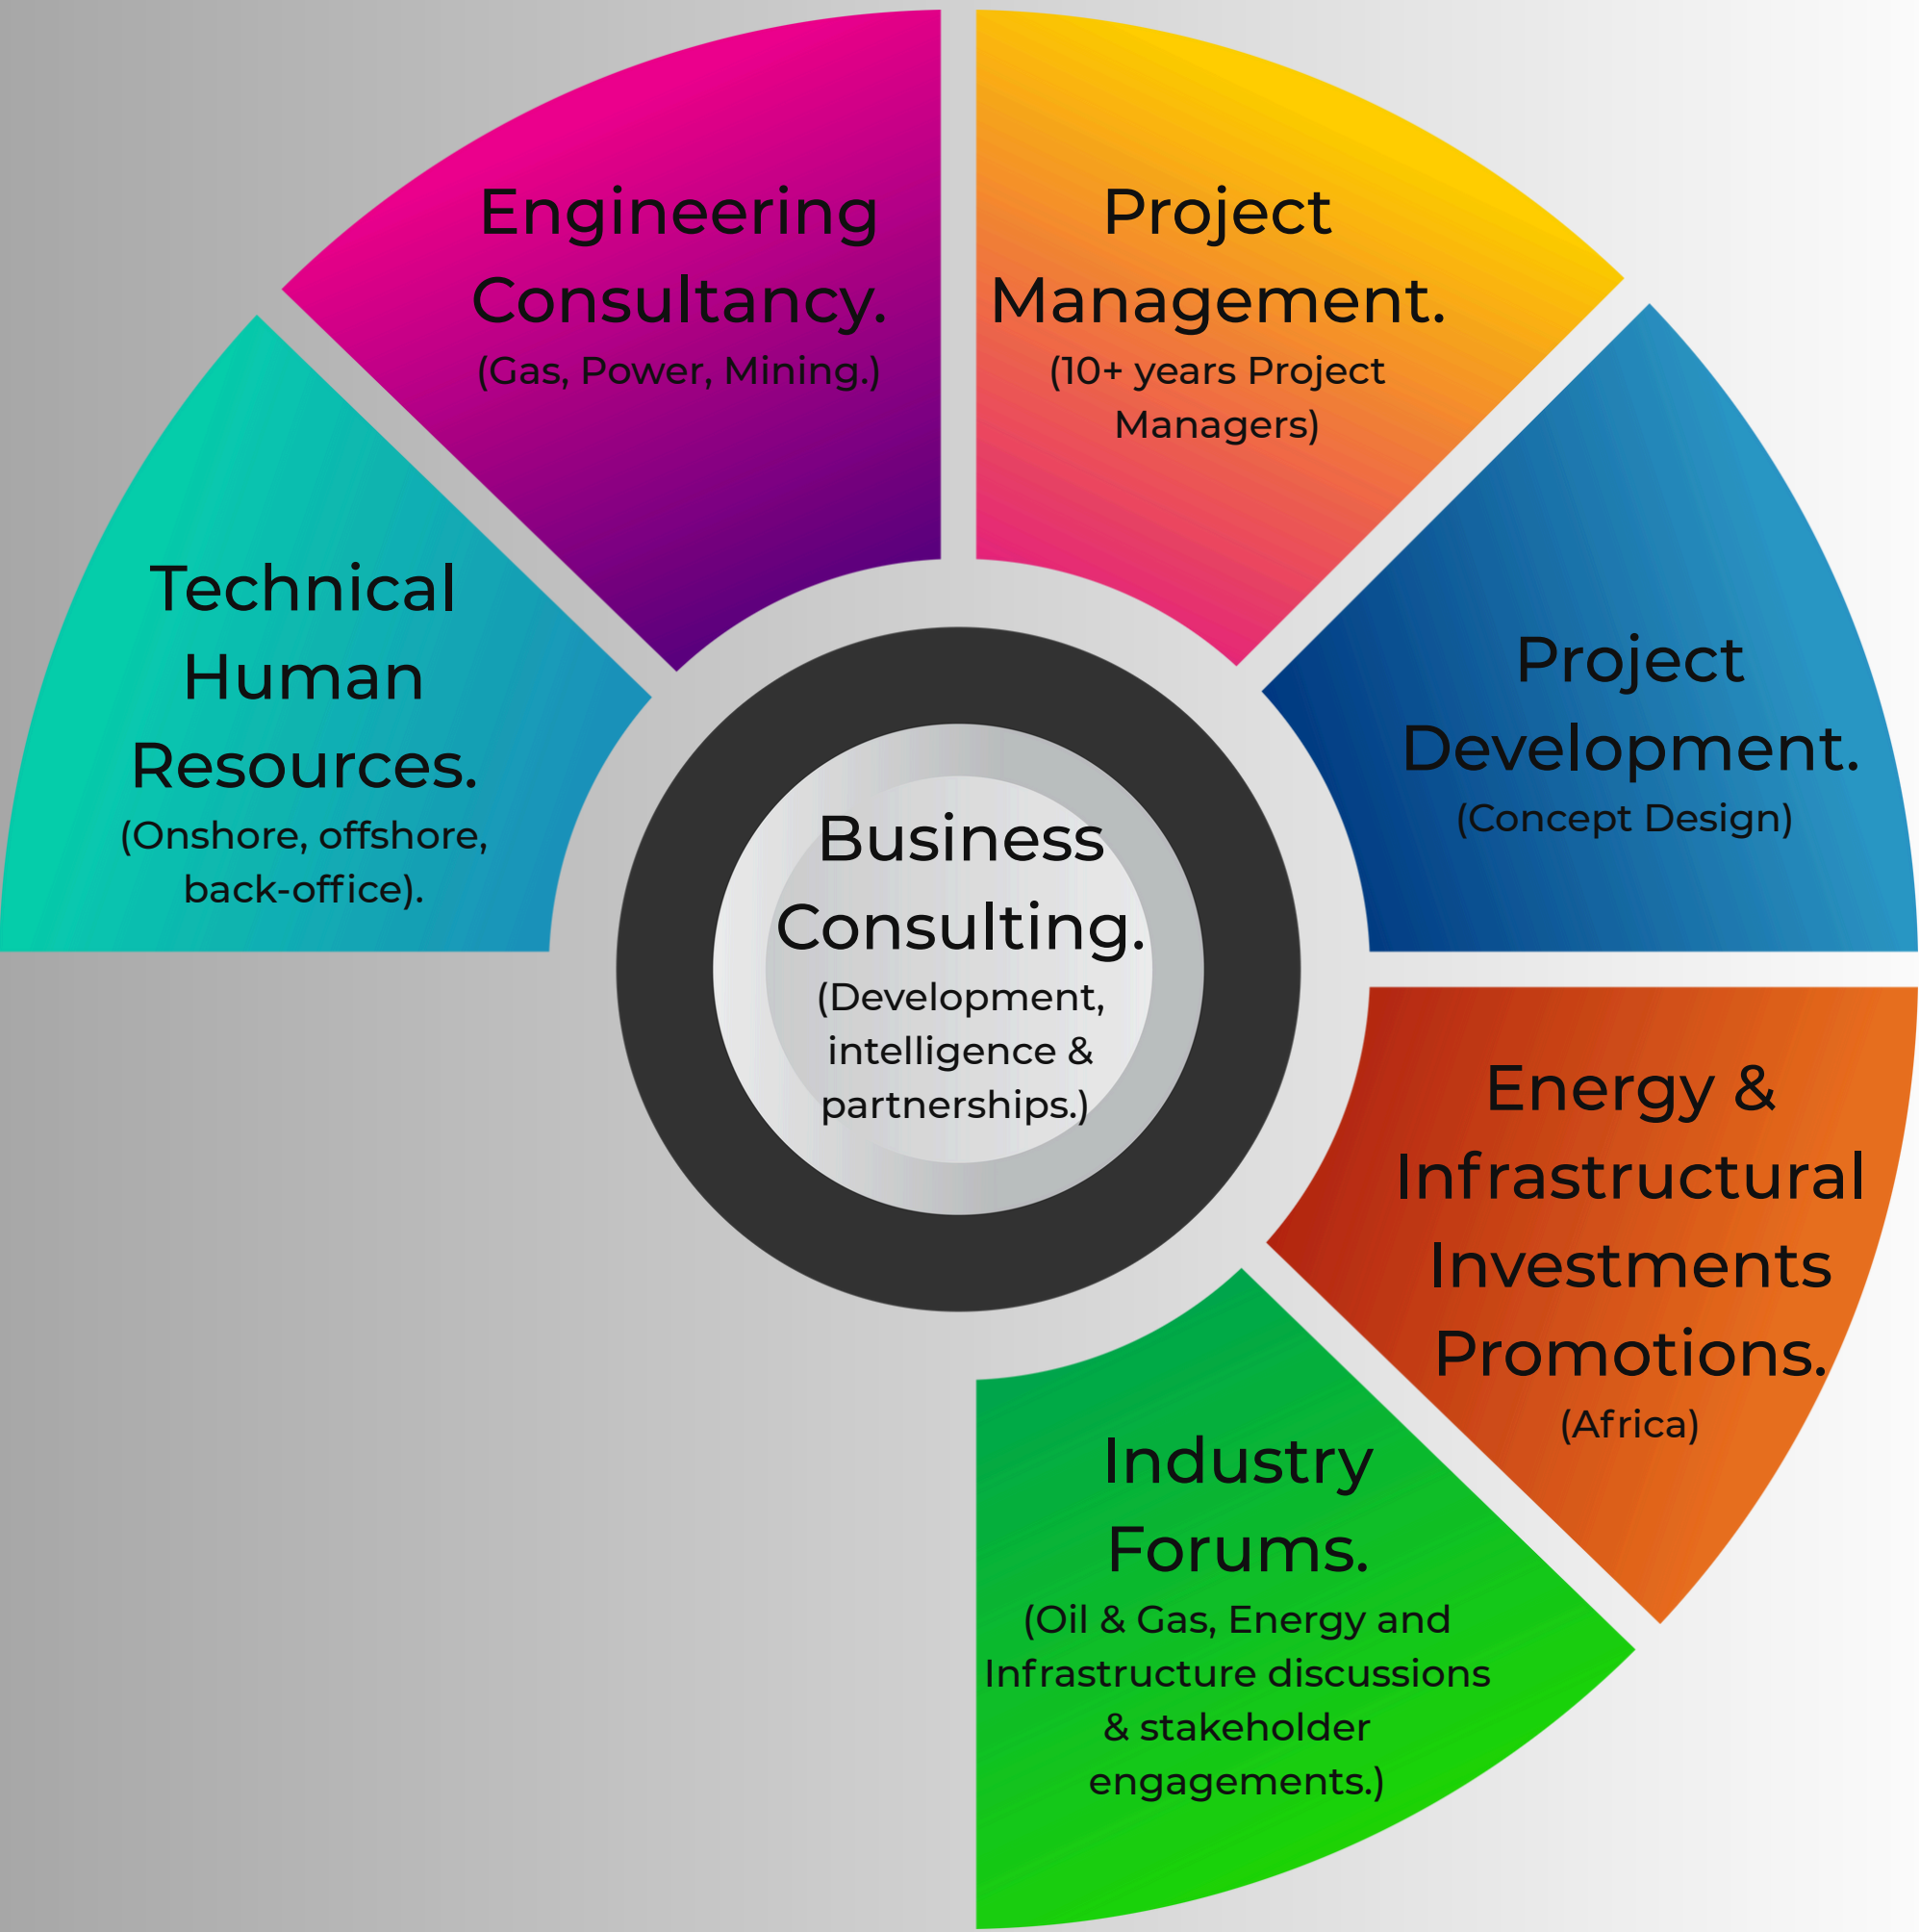 Engineering
Consultancy.
(Gas, Power, Mining.)
Project
Management.
(10+ years Project
Managers)
Technical
Human
Resources.
(Onshore, offshore,
back-office).
Project
Development.
(Concept Design)
Business
Consulting.
(Development,
intelligence &
partnerships.)
Energy &
Infrastructural
Investments
Promotions.
(Africa)
Industry
Forums.
(Oil & Gas, Energy and
Infrastructure discussions
& stakeholder
engagements.)